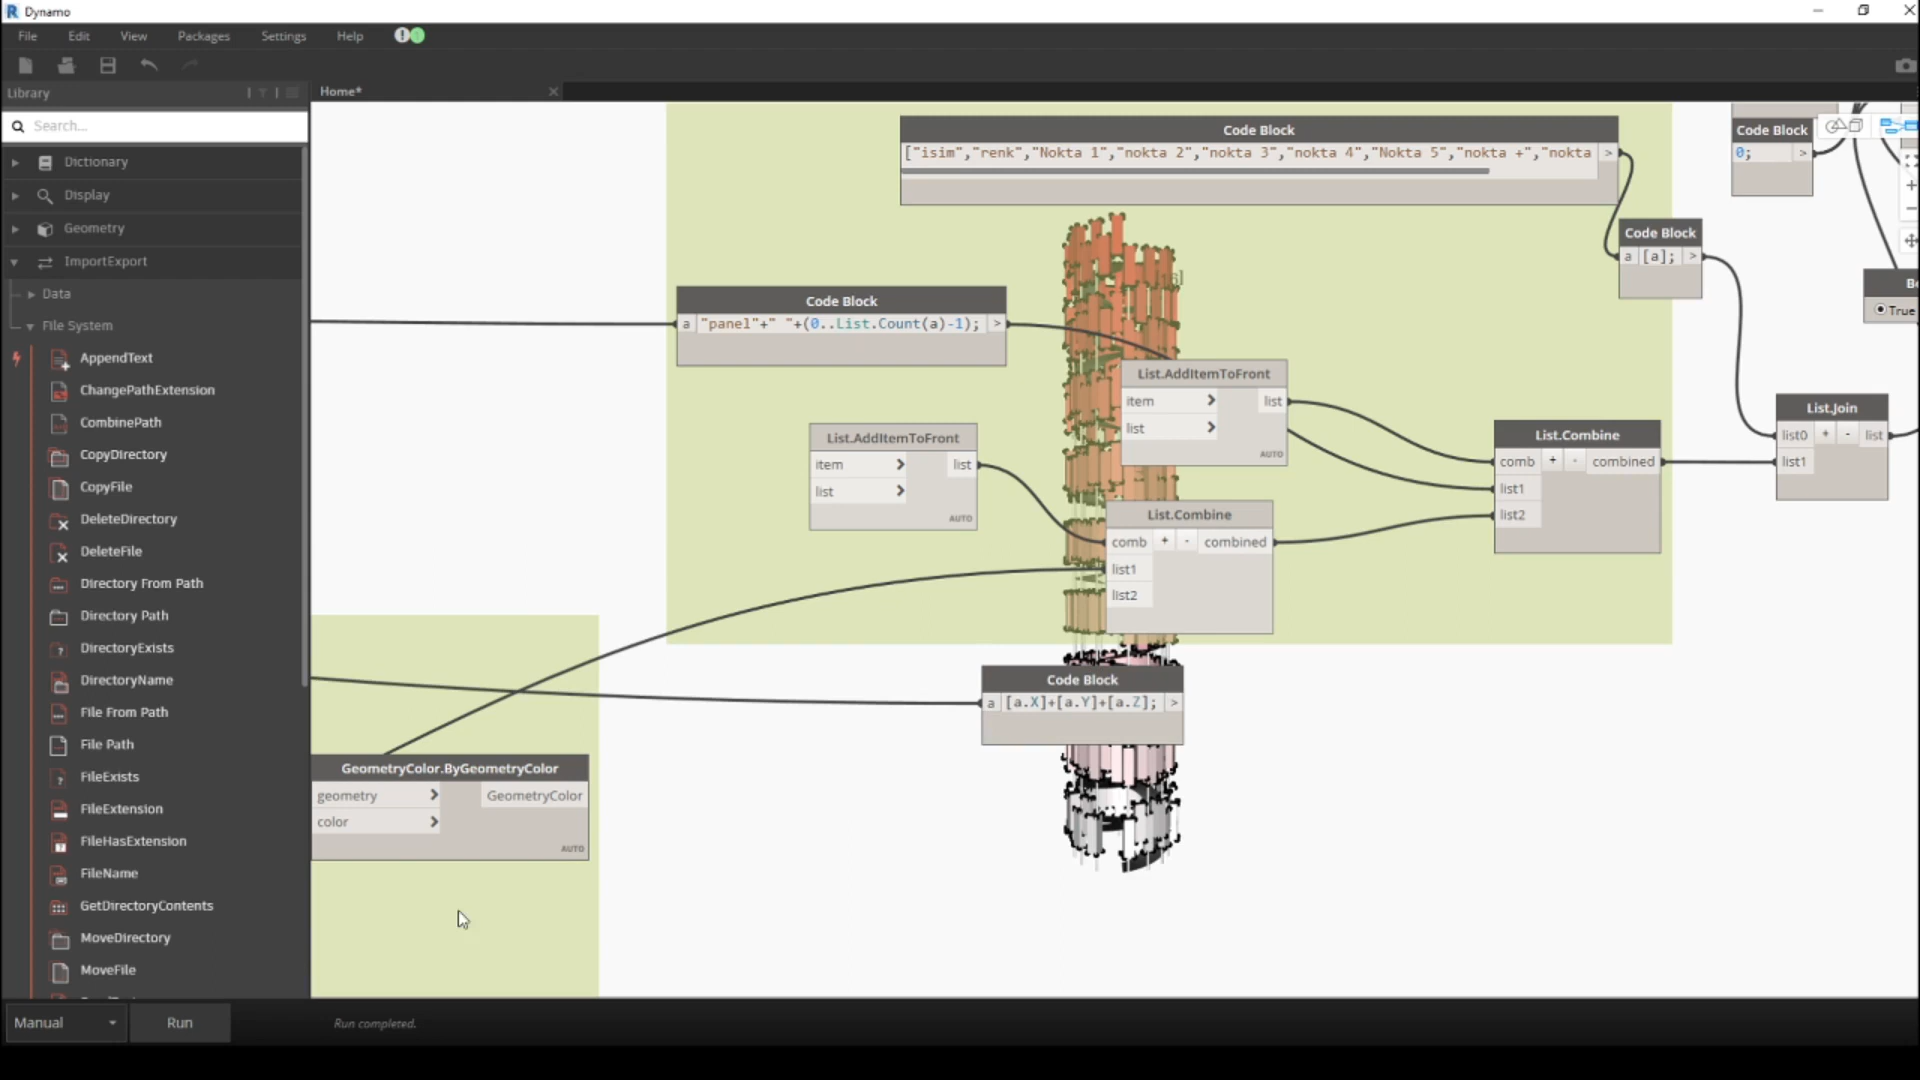 Dynamo
File Edit View Packages Settings Help
Library
Home*
Search...
Dictionary
Display
Geometry
ImportExport
Data
File System
AppendText
ChangePathExtension
CombinePath
CopyDirectory
CopyFile
DeleteDirectory
DeleteFile
Directory From Path
Directory Path
DirectoryExists
DirectoryName
File From Path
File Path
FileExists
FileExtension
FileHasExtension
FileName
GetDirectoryContents
MoveDirectory
MoveFile
Code Block
["isim","renk","Nokta 1","nokta 2","nokta 3","nokta 4","Nokta 5","nokta +","nokta >
Code Block
0; >
Code Block
a [a]; >
Code Block
a "panel"+" "+(0..List.Count(a)-1); >
True
List.AddItemToFront
item > list
list >
AUTO
List.AddItemToFront
item > list
list >
AUTO
List.Combine
comb + - combined
list1
list2
List.Join
list0 + - list
list1
List.Combine
comb + - combined
list1
list2
Code Block
a [a.X]+[a.Y]+[a.Z]; >
GeometryColor.ByGeometryColor
geometry > GeometryColor
color >
AUTO
Manual Run Run completed.